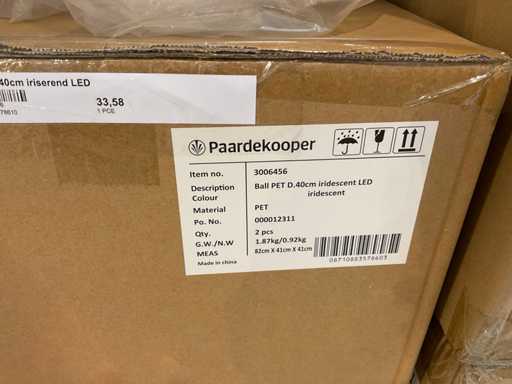 40cm iriserend LED
33,58
1 PCE
78610
Paardekooper
Item no. 3006456
Description Ball PET D.40cm iridescent LED
Colour iridescent
Material PET
Po. No. 000012311
Qty. 2 pcs
G.W./N.W 1.87kg/0.92kg
MEAS 82cm X 41cm X 41cm
Made in china
08710883578603